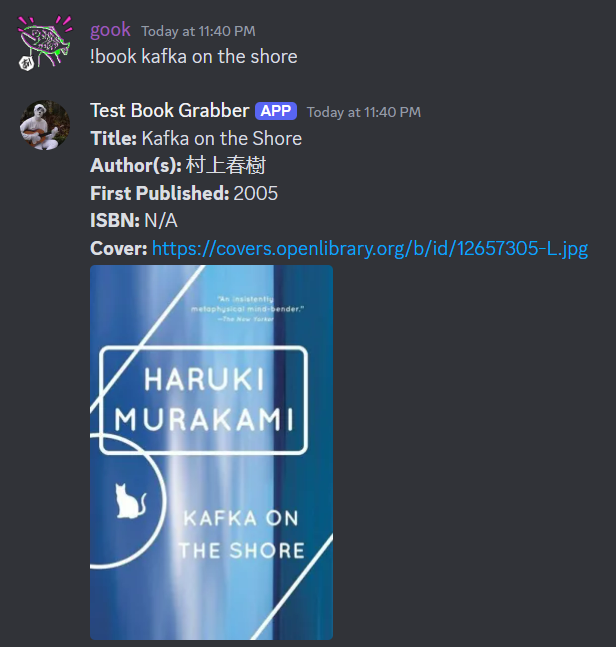 gook Today at 11:40 PM
!book kafka on the shore
Test Book Grabber APP Today at 11:40 PM
Title: Kafka on the Shore
Author(s): 村上春樹
First Published: 2005
ISBN: N/A
Cover: https://covers.openlibrary.org/b/id/12657305-L.jpg
"An insistently
metaphysical mind-bender."
—The New Yorker
HARUKI
MURAKAMI
KAFKA ON
THE SHORE